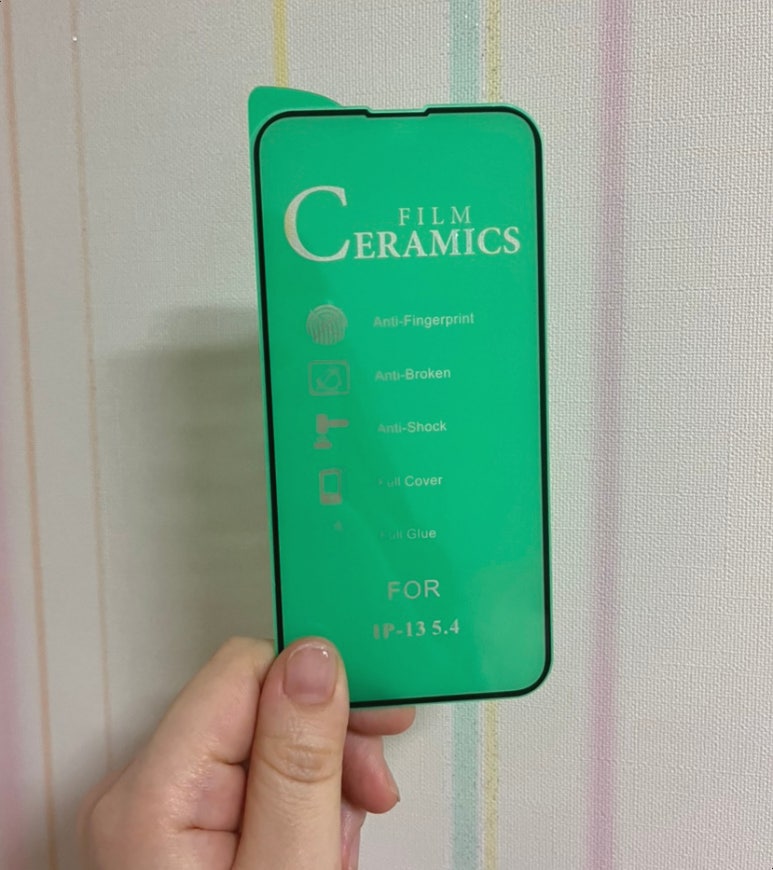 FILM
CERAMICS
Anti-Fingerprint
Anti-Broken
Anti-Shock
Full Cover
Full Glue
FOR
IP-13 5.4